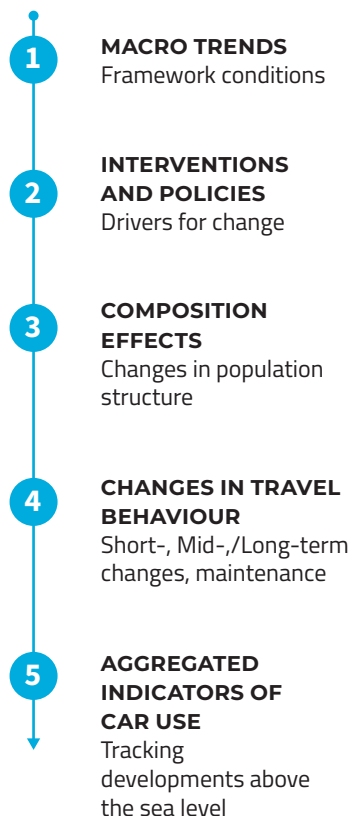 1
MACRO TRENDS
Framework conditions
2
INTERVENTIONS
AND POLICIES
Drivers for change
3
COMPOSITION
EFFECTS
Changes in population
structure
4
CHANGES IN TRAVEL
BEHAVIOUR
Short-, Mid-,/Long-term
changes, maintenance
5
AGGREGATED
INDICATORS OF
CAR USE
Tracking
developments above
the sea level